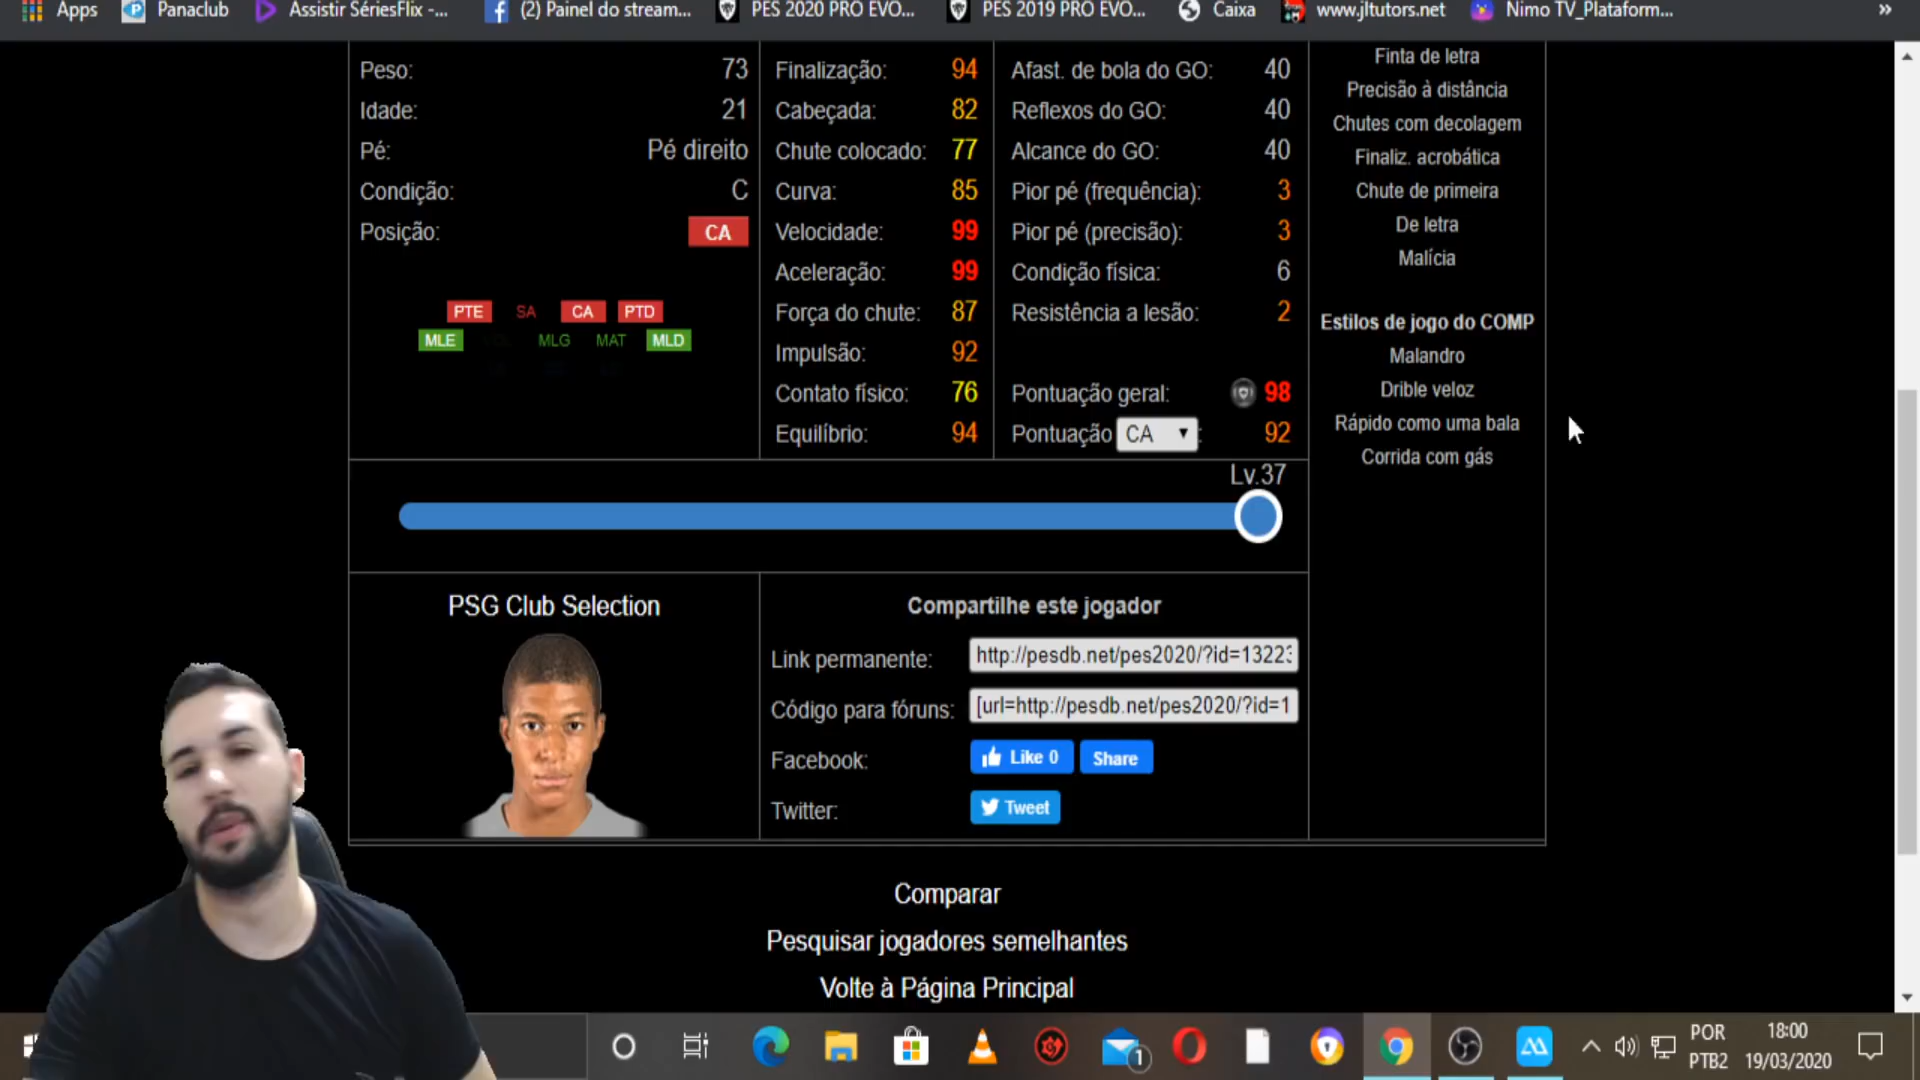 Apps
Panaclub
Assistir SériesFlix -...
(2) Painel do stream...
PES 2020 PRO EVO...
PES 2019 PRO EVO...
Caixa
www.jltutors.net
Nimo TV_Plataform...
»
Peso: 73
Idade: 21
Pé: Pé direito
Condição: C
Posição: CA
PTE SA CA PTD
MLE MLG MAT MLD
Finalização: 94
Cabeçada: 82
Chute colocado: 77
Curva: 85
Velocidade: 99
Aceleração: 99
Força do chute: 87
Impulsão: 92
Contato físico: 76
Equilíbrio: 94
Afast. de bola do GO: 40
Reflexos do GO: 40
Alcance do GO: 40
Pior pé (frequência): 3
Pior pé (precisão): 3
Condição física: 6
Resistência a lesão: 2
Pontuação geral: 98
Pontuação CA : 92
Finta de letra
Precisão à distância
Chutes com decolagem
Finaliz. acrobática
Chute de primeira
De letra
Malícia
Estilos de jogo do COMP
Malandro
Drible veloz
Rápido como uma bala
Corrida com gás
Lv.37
PSG Club Selection
Compartilhe este jogador
Link permanente: http://pesdb.net/pes2020/?id=13223
Código para fóruns: [url=http://pesdb.net/pes2020/?id=1
Facebook: Like 0 Share
Twitter: Tweet
Comparar
Pesquisar jogadores semelhantes
Volte à Página Principal
1
POR
PTB2
18:00
19/03/2020